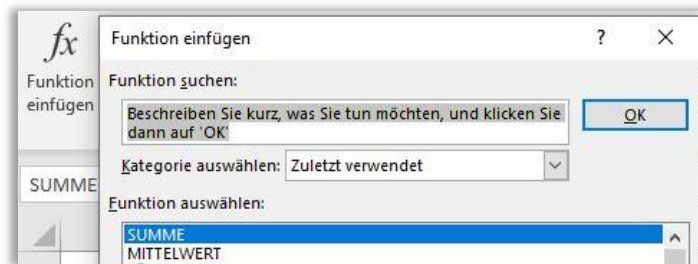 fx
Funktion
einfügen
SUMME
Funktion einfügen
?
Funktion suchen:
Beschreiben Sie kurz, was Sie tun möchten, und klicken Sie
dann auf 'OK'
OK
Kategorie auswählen: Zuletzt verwendet
Funktion auswählen:
SUMME
MITTELWERT